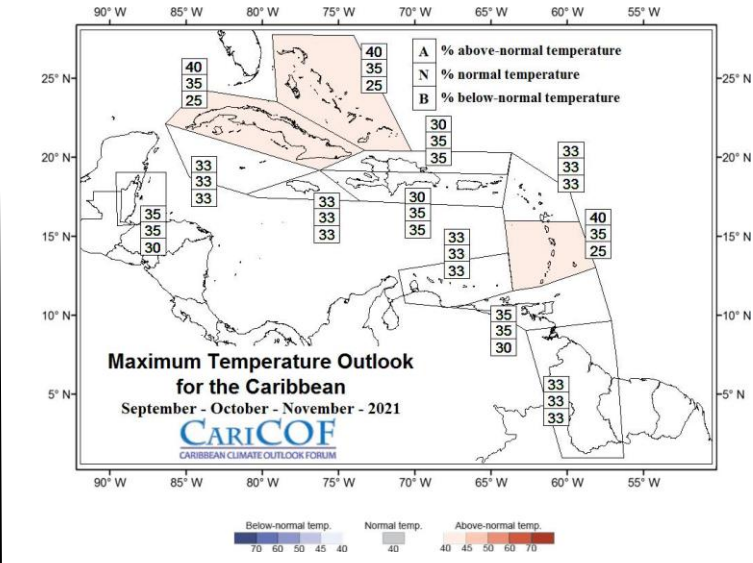 90° W 85° W 80° W 75° W 70° W 65° W 60° W 55° W
A % above-normal temperature
N % normal temperature
B % below-normal temperature
25° N
25° N
40
35
25
40
35
25
30
35
35
20° N
20° N
33
33
33
33
33
33
35
35
30
33
33
33
30
35
35
15° N
15° N
40
35
25
33
33
33
10° N
10° N
35
35
30
Maximum Temperature Outlook
for the Caribbean
September - October - November - 2021
5° N
5° N
33
33
33
CARICOF
CARIBBEAN CLIMATE OUTLOOK FORUM
90° W 85° W 80° W 75° W 70° W 65° W 60° W 55° W
Below-normal temp. Normal temp. Above-normal temp.
70 60 50 45 40 40 40 45 50 60 70